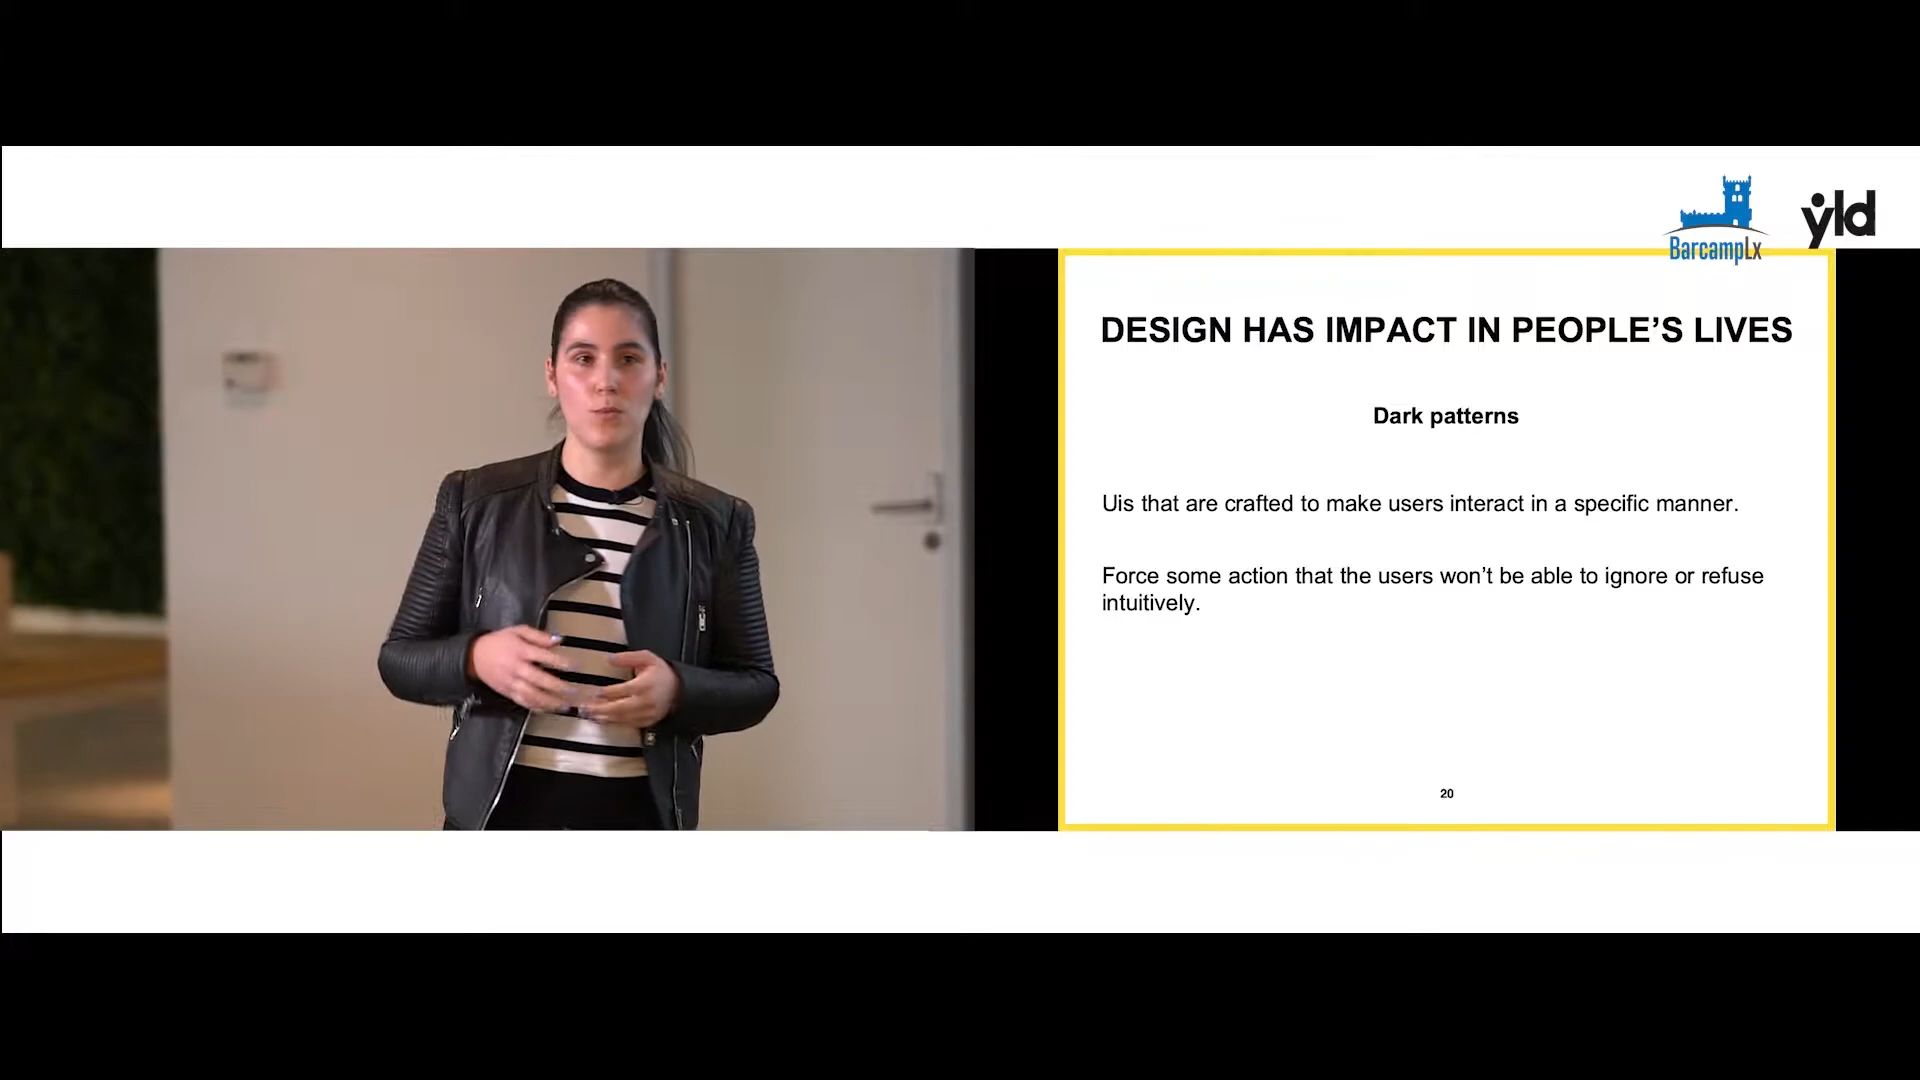 BarcampLx
yld
DESIGN HAS IMPACT IN PEOPLE’S LIVES
Dark patterns
Uis that are crafted to make users interact in a specific manner.
Force some action that the users won’t be able to ignore or refuse
intuitively.
20